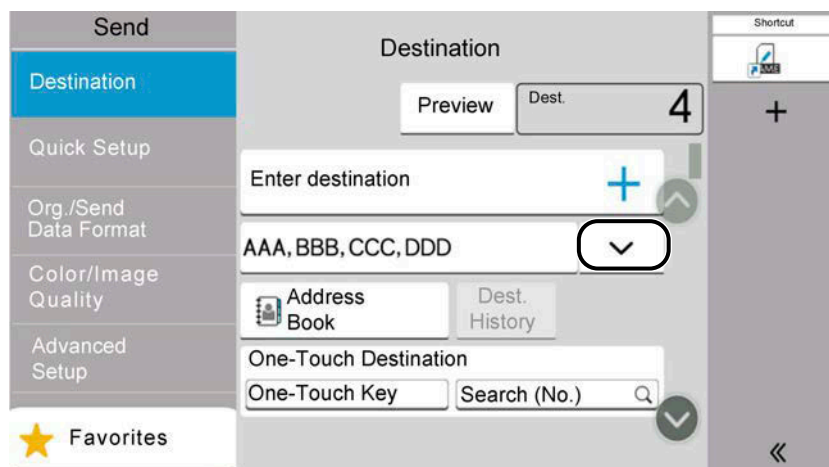 Send
Destination
Quick Setup
Org./Send
Data Format
Color/Image
Quality
Advanced
Setup
Favorites
Destination
Preview
Dest.
4
Enter destination
AAA, BBB, CCC, DDD
Address
Book
Dest.
History
One-Touch Destination
One-Touch Key
Search (No.)
Shortcut